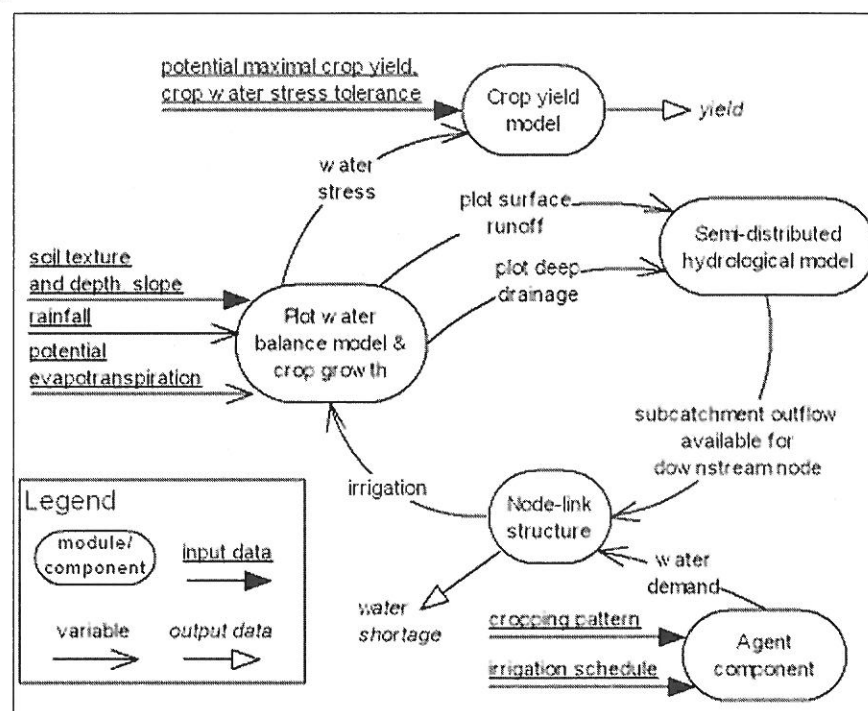 potential maximal crop yield,
crop water stress tolerance
Crop yield
model
yield
water
stress
plot surface
runoff
Semi-distributed
hydrological model
plot deep
drainage
soil texture
and depth, slope
rainfall
potential
evapotranspiration
Plot water
balance model &
crop growth
subcatchment outflow
available for
downstream node
irrigation
Node-link
structure
water
demand
water
shortage
cropping pattern
irrigation schedule
Agent
component
Legend
module/
component
input data
variable
output data